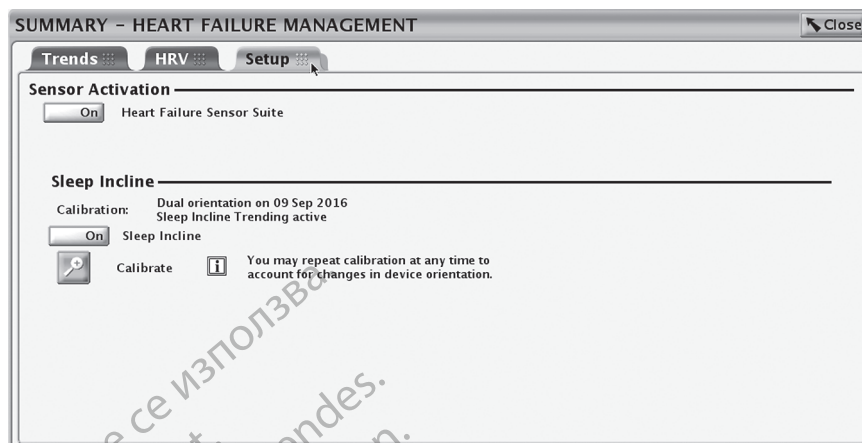 SUMMARY – HEART FAILURE MANAGEMENT
Close
Trends
HRV
Setup
Sensor Activation
On
Heart Failure Sensor Suite
Sleep Incline
Calibration:
Dual orientation on 09 Sep 2016
Sleep Incline Trending active
On
Sleep Incline
Calibrate
i
You may repeat calibration at any time to
account for changes in device orientation.
се използва.